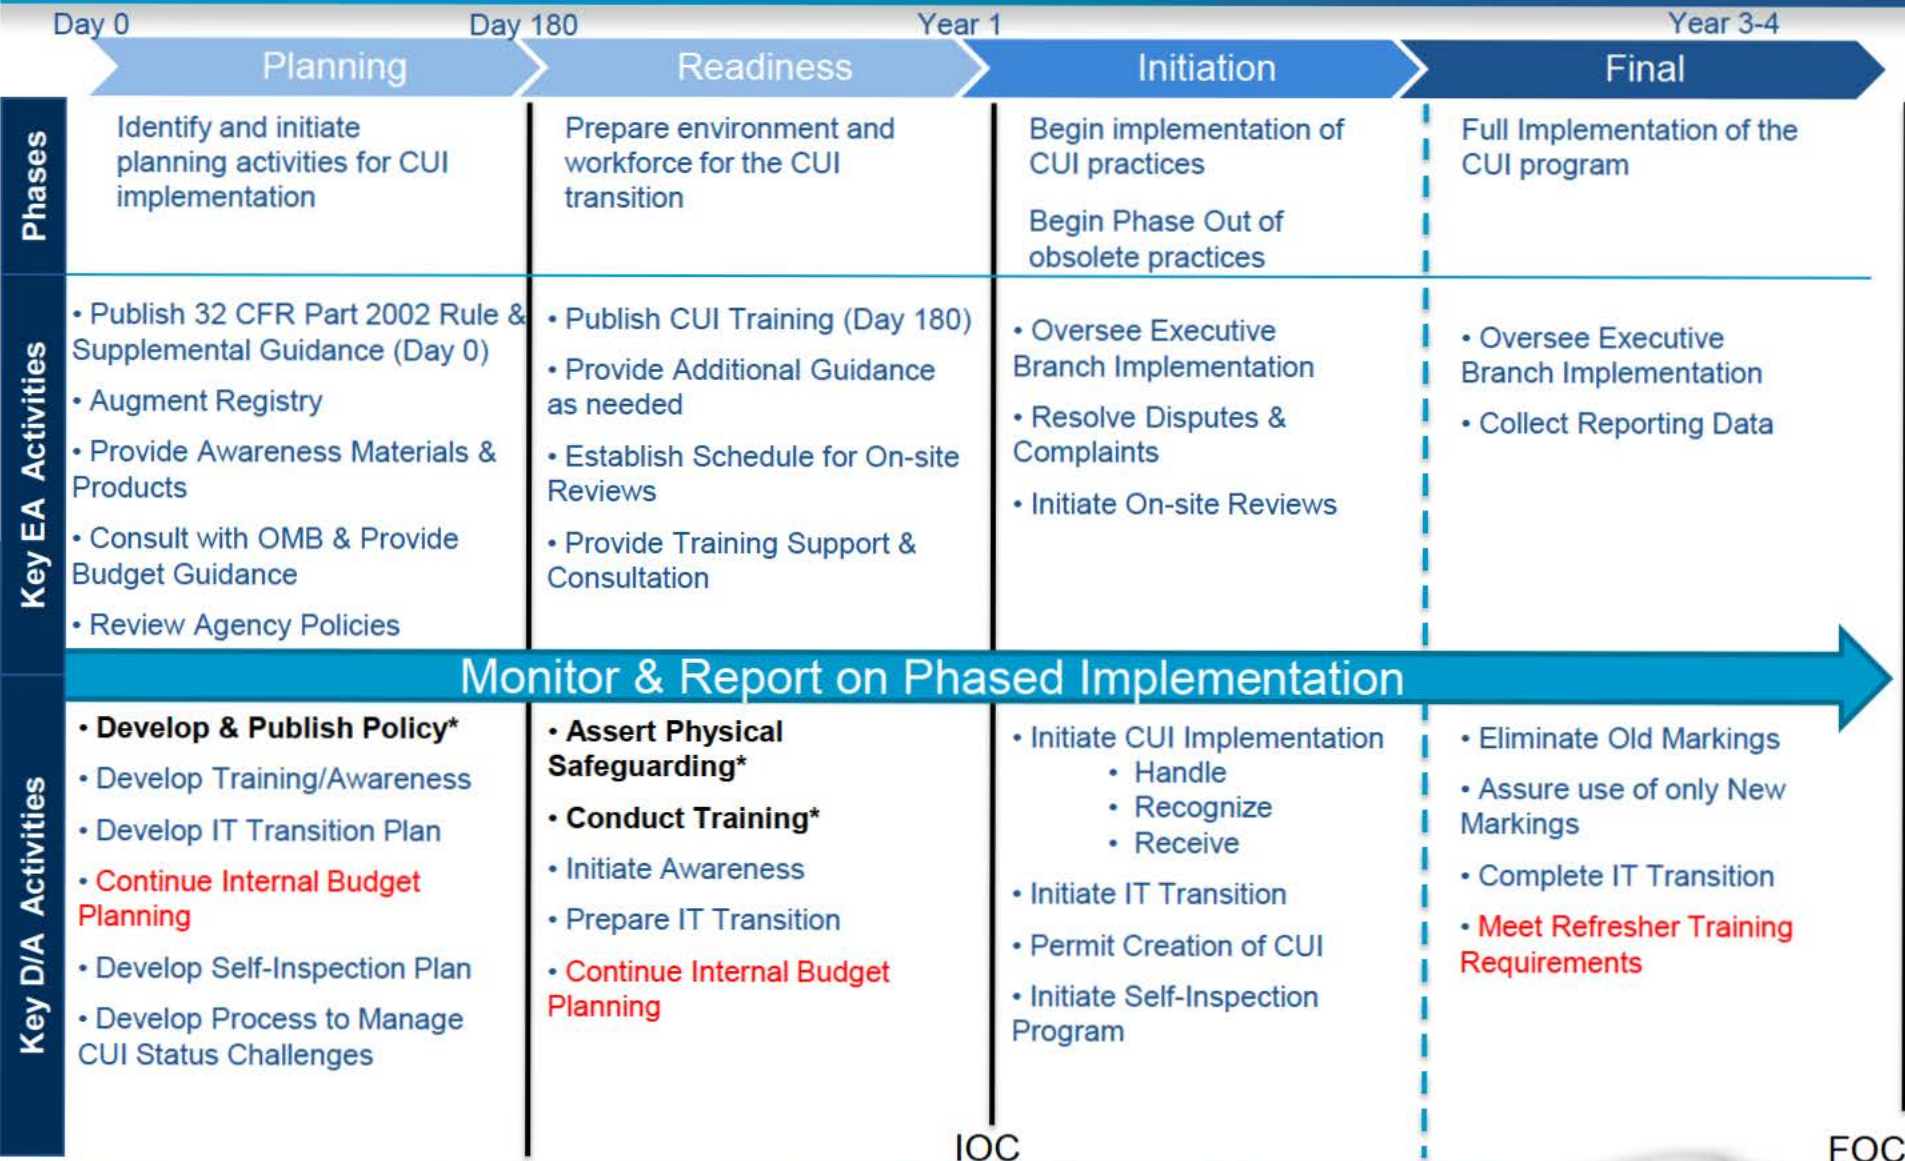 Day 0
Day 180
Year 1
Year 3-4
Planning
Readiness
Initiation
Final
Phases
Identify and initiate
planning activities for CUI
implementation
Prepare environment and
workforce for the CUI
transition
Begin implementation of
CUI practices
Begin Phase Out of
obsolete practices
Full Implementation of the
CUI program
Key EA Activities
• Publish 32 CFR Part 2002 Rule &
Supplemental Guidance (Day 0)
• Augment Registry
• Provide Awareness Materials &
Products
• Consult with OMB & Provide
Budget Guidance
• Review Agency Policies
• Publish CUI Training (Day 180)
• Provide Additional Guidance
as needed
• Establish Schedule for On-site
Reviews
• Provide Training Support &
Consultation
• Oversee Executive
Branch Implementation
• Resolve Disputes &
Complaints
• Initiate On-site Reviews
• Oversee Executive
Branch Implementation
• Collect Reporting Data
Monitor & Report on Phased Implementation
Key D/A Activities
• Develop & Publish Policy*
• Develop Training/Awareness
• Develop IT Transition Plan
• Continue Internal Budget
Planning
• Develop Self-Inspection Plan
• Develop Process to Manage
CUI Status Challenges
• Assert Physical
Safeguarding*
• Conduct Training*
• Initiate Awareness
• Prepare IT Transition
• Continue Internal Budget
Planning
• Initiate CUI Implementation
• Handle
• Recognize
• Receive
• Initiate IT Transition
• Permit Creation of CUI
• Initiate Self-Inspection
Program
• Eliminate Old Markings
• Assure use of only New
Markings
• Complete IT Transition
• Meet Refresher Training
Requirements
IOC
FOC